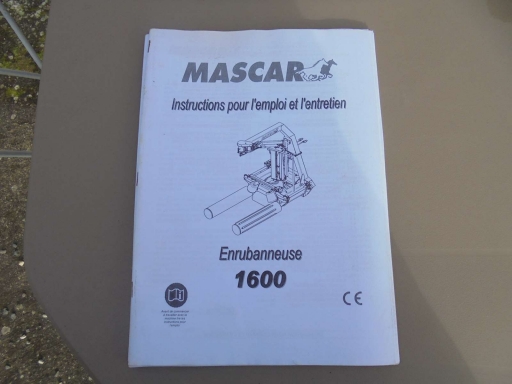 MASCAR
Instructions pour l'emploi et l'entretien
Enrubanneuse
1600
CE